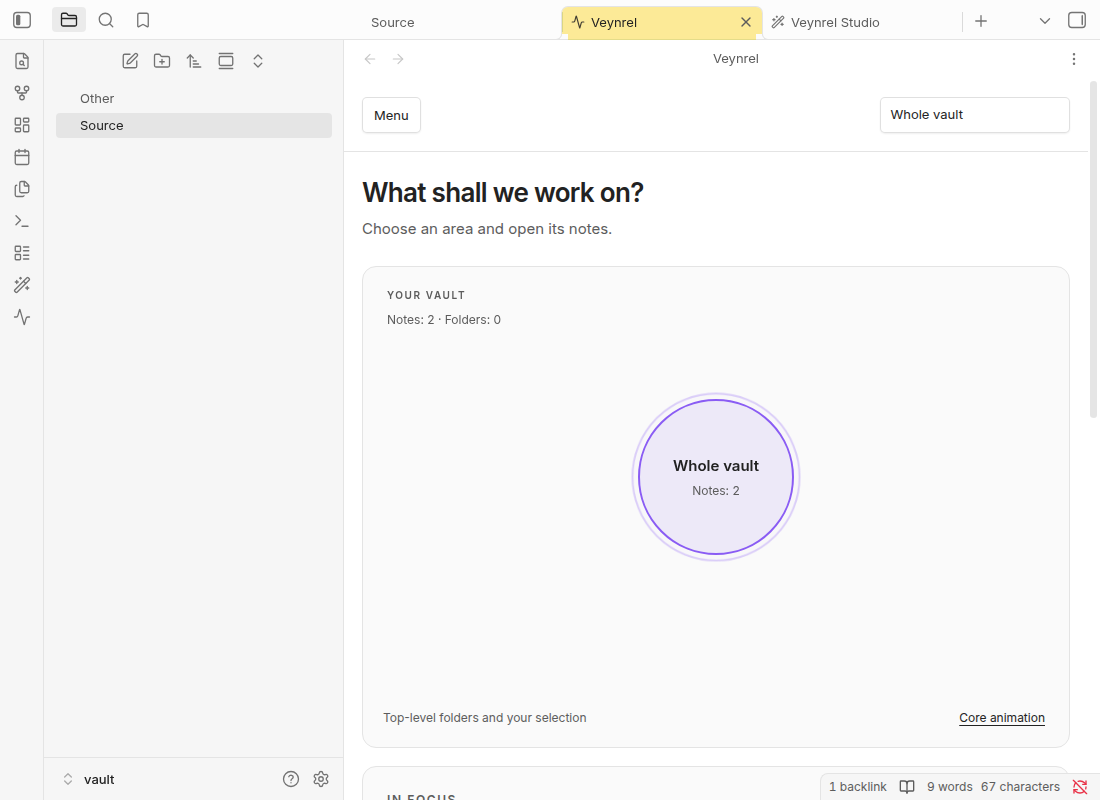 Source
Veynrel
Veynrel Studio
Veynrel
Other
Source
Menu
Whole vault
What shall we work on?
Choose an area and open its notes.
YOUR VAULT
Notes: 2 · Folders: 0
Whole vault
Notes: 2
Top-level folders and your selection
Core animation
IN FOCUS
vault
1 backlink
9 words
67 characters